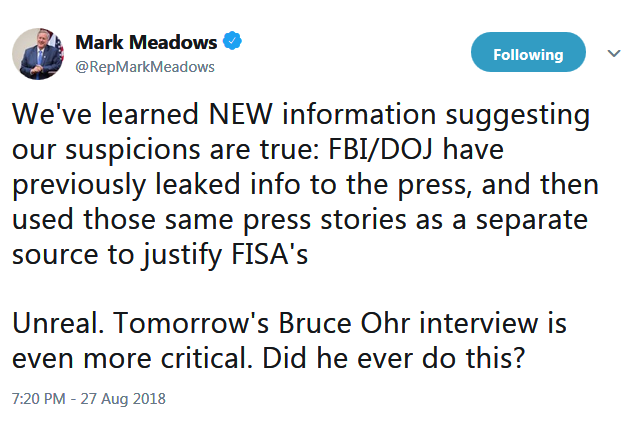 Mark Meadows
@RepMarkMeadows
Following
We've learned NEW information suggesting
our suspicions are true: FBI/DOJ have
previously leaked info to the press, and then
used those same press stories as a separate
source to justify FISA's
Unreal. Tomorrow's Bruce Ohr interview is
even more critical. Did he ever do this?
7:20 PM - 27 Aug 2018